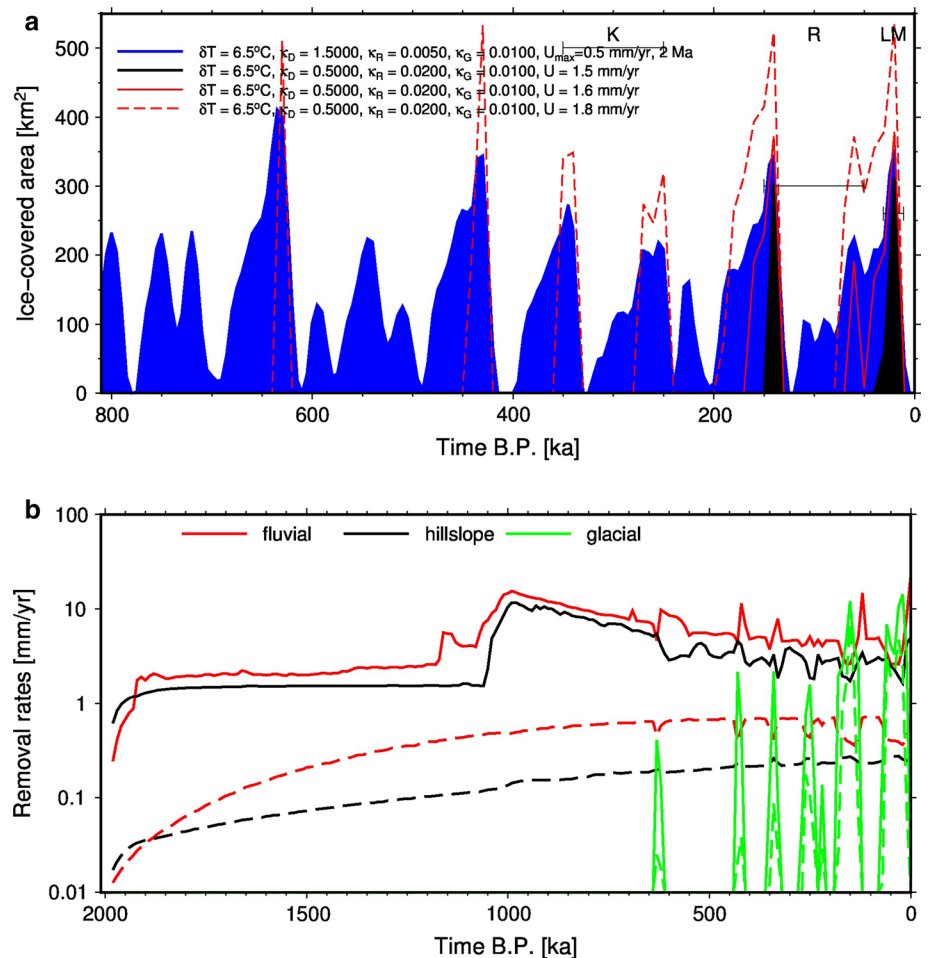 a
K
R
LM
δT = 6.5ºC, κD = 1.5000, κR = 0.0050, κG = 0.0100, Umax=0.5 mm/yr, 2 Ma
δT = 6.5ºC, κD = 0.5000, κR = 0.0200, κG = 0.0100, U = 1.5 mm/yr
δT = 6.5ºC, κD = 0.5000, κR = 0.0200, κG = 0.0100, U = 1.6 mm/yr
δT = 6.5ºC, κD = 0.5000, κR = 0.0200, κG = 0.0100, U = 1.8 mm/yr
Ice-covered area [km²]
500
400
300
200
100
0
800 600 400 200 0
Time B.P. [ka]
b
fluvial hillslope glacial
Removal rates [mm/yr]
100
10
1
0.1
0.01
2000 1500 1000 500 0
Time B.P. [ka]